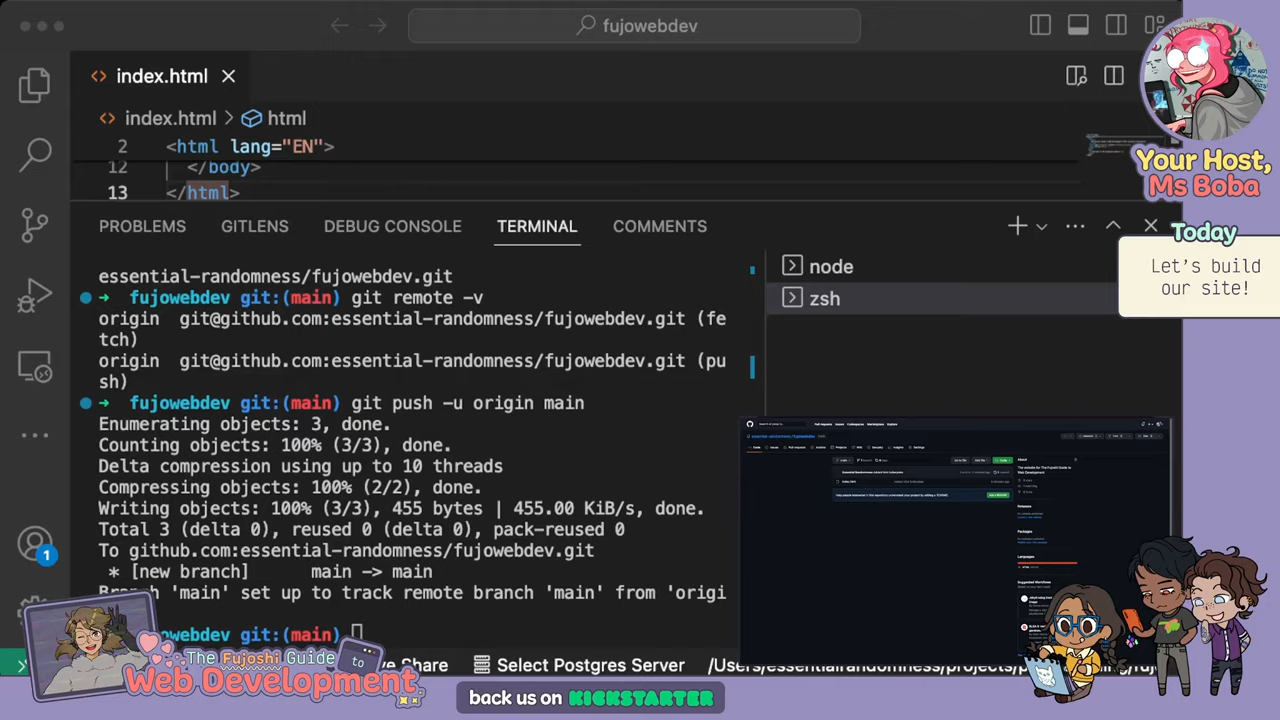 fujowebdev
index.html
index.html > html
2 <html lang="EN">
12 </body>
13 </html>
Your Host,
Ms Boba
Today
Let's build
our site!
PROBLEMS GITLENS DEBUG CONSOLE TERMINAL COMMENTS
node
zsh
essential-randomness/fujowebdev.git
➜ fujowebdev git:(main) git remote -v
origin git@github.com:essential-randomness/fujowebdev.git (fe
tch)
origin git@github.com:essential-randomness/fujowebdev.git (pu
sh)
➜ fujowebdev git:(main) git push -u origin main
Enumerating objects: 3, done.
Counting objects: 100% (3/3), done.
Delta compression using up to 10 threads
Compressing objects: 100% (2/2), done.
Writing objects: 100% (3/3), 455 bytes | 455.00 KiB/s, done.
Total 3 (delta 0), reused 0 (delta 0), pack-reused 0
To github.com:essential-randomness/fujowebdev.git
* [new branch] main -> main
Branch 'main' set up to track remote branch 'main' from 'origi
webdev git:(main)
1
Share
Select Postgres Server
/Users/essentialrandomness/projects/
The Fujoshi Guide
to
Web Development
back us on KICKSTARTER